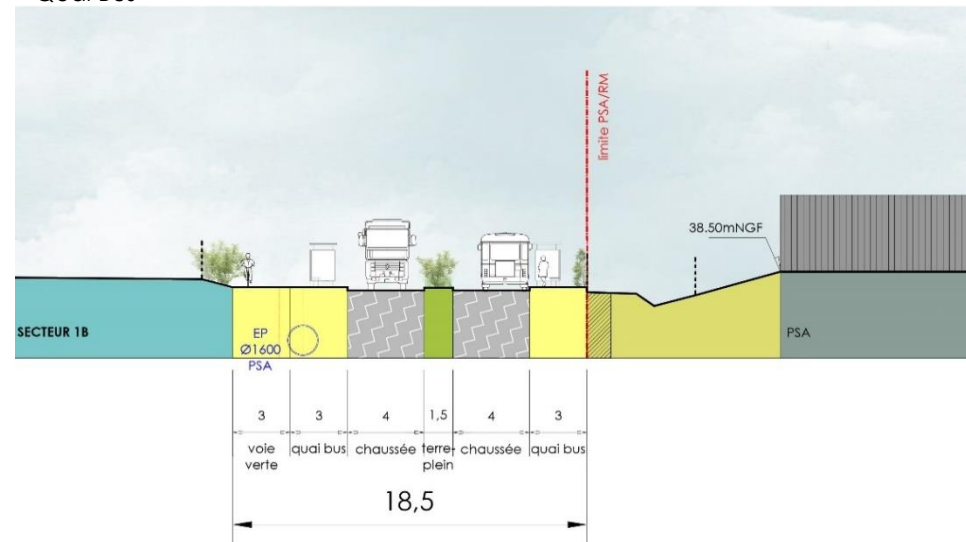 limite PSA/RM
38.50mNGF
SECTEUR 1B
EP
Ø1600
PSA
PSA
3 3 4 1,5 4 3
voie verte
quai bus
chaussée
terre-plein
chaussée
quai bus
18,5